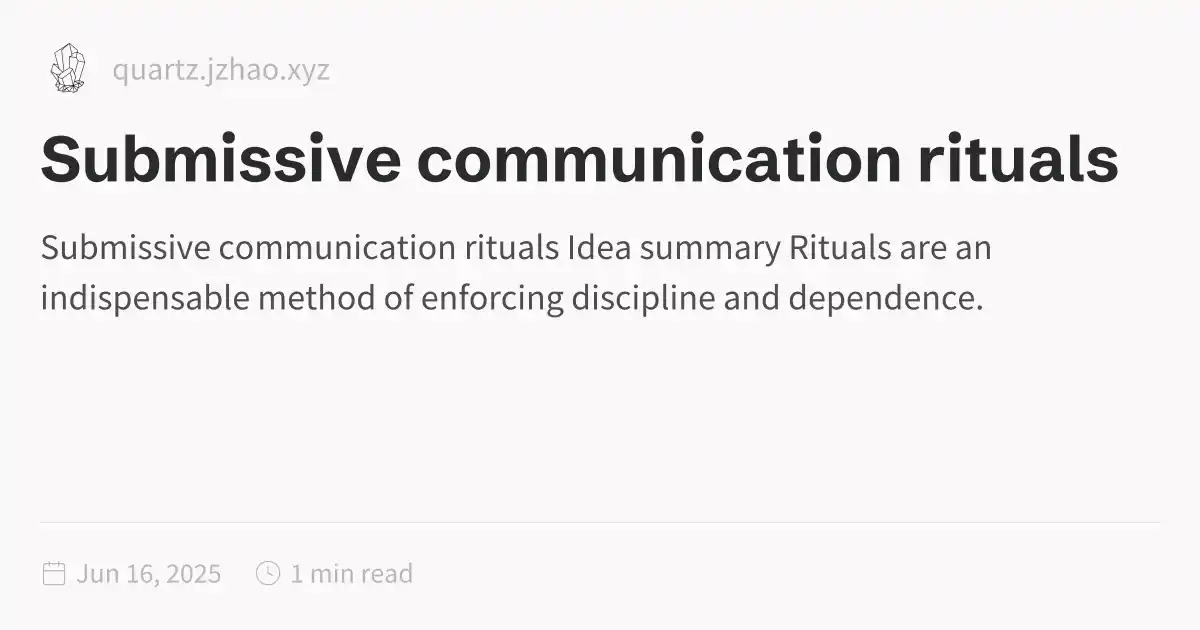 quartz.jzhao.xyz
Submissive communication rituals
Submissive communication rituals Idea summary Rituals are an
indispensable method of enforcing discipline and dependence.
Jun 16, 2025 1 min read